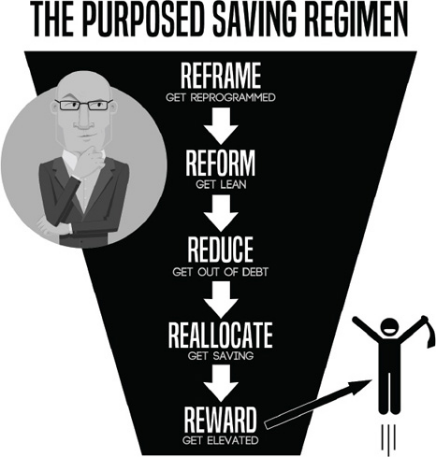 THE PURPOSED SAVING REGIMEN
REFRAME
GET REPROGRAMMED
REFORM
GET LEAN
REDUCE
GET OUT OF DEBT
REALLOCATE
GET SAVING
REWARD
GET ELEVATED